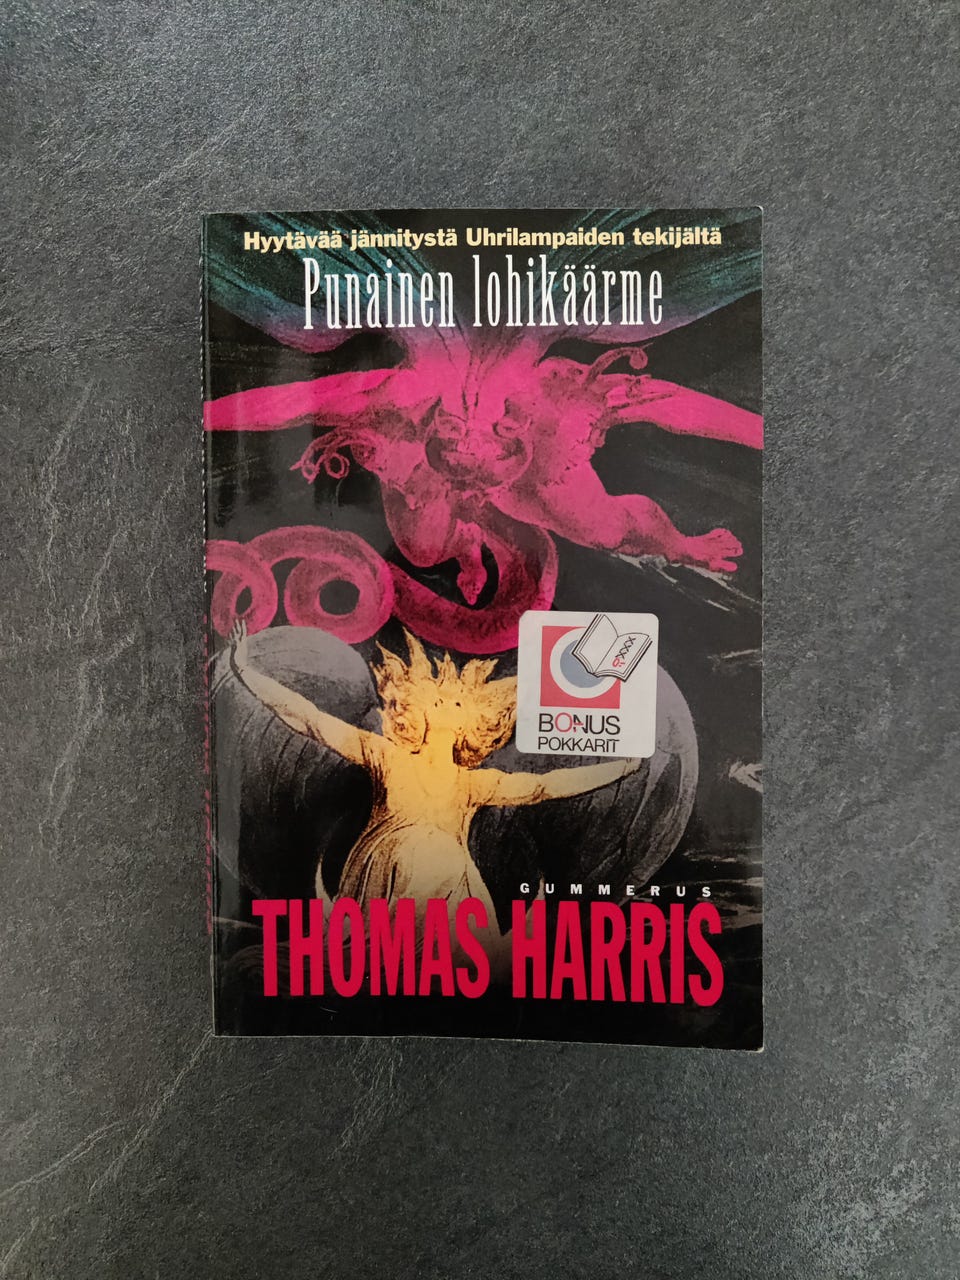 Hyytävää jännitystä Uhrilampaiden tekijältä
Punainen lohikäärme
BONUS
POKKARIT
GUMMERUS
THOMAS HARRIS